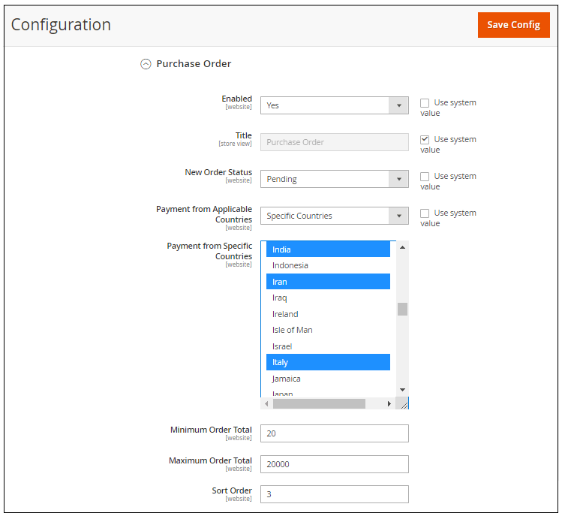 Configuration
Save Config
Purchase Order
Enabled
[website]
Yes
Use system
value
Title
[store view]
Purchase Order
Use system
value
New Order Status
[website]
Pending
Use system
value
Payment from Applicable
Countries
[website]
Specific Countries
Use system
value
Payment from Specific
Countries
[website]
India
Indonesia
Iran
Iraq
Ireland
Isle of Man
Israel
Italy
Jamaica
Japan
Minimum Order Total
[website]
20
Maximum Order Total
[website]
20000
Sort Order
[website]
3